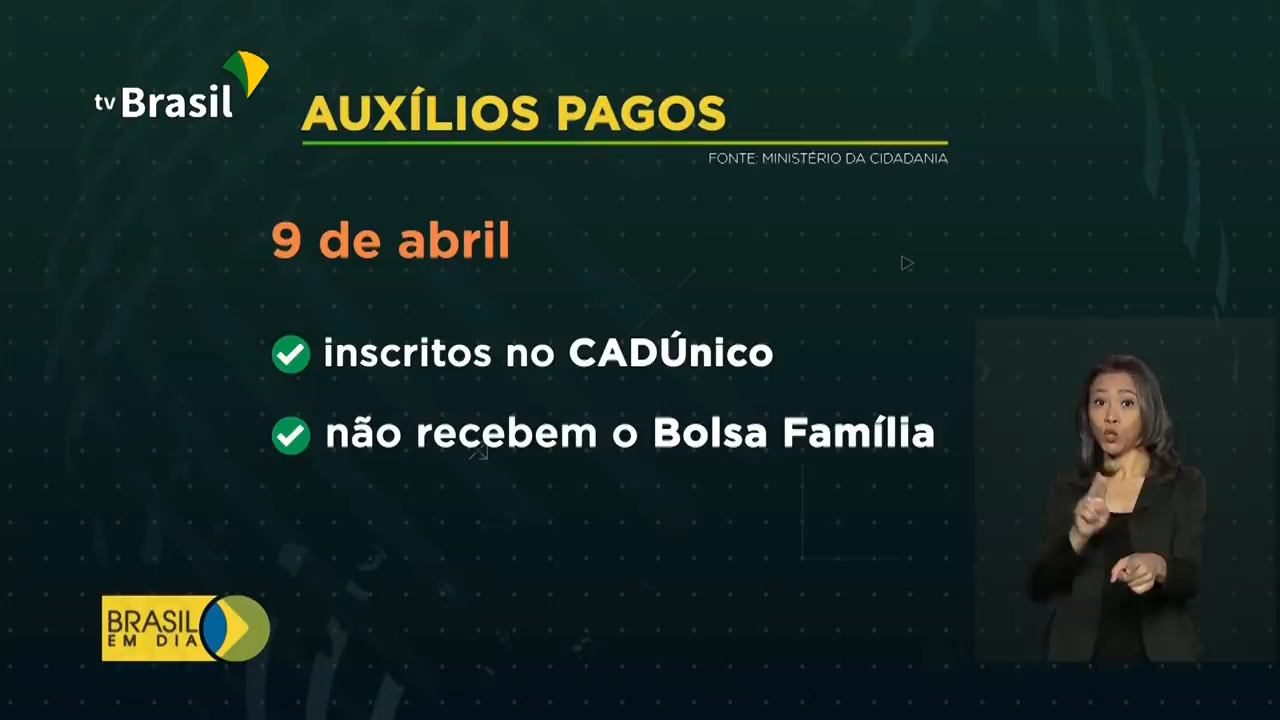 tv Brasil
AUXÍLIOS PAGOS
FONTE: MINISTÉRIO DA CIDADANIA
9 de abril
inscritos no CADÚnico
não recebem o Bolsa Família
BRASIL
EM DIA